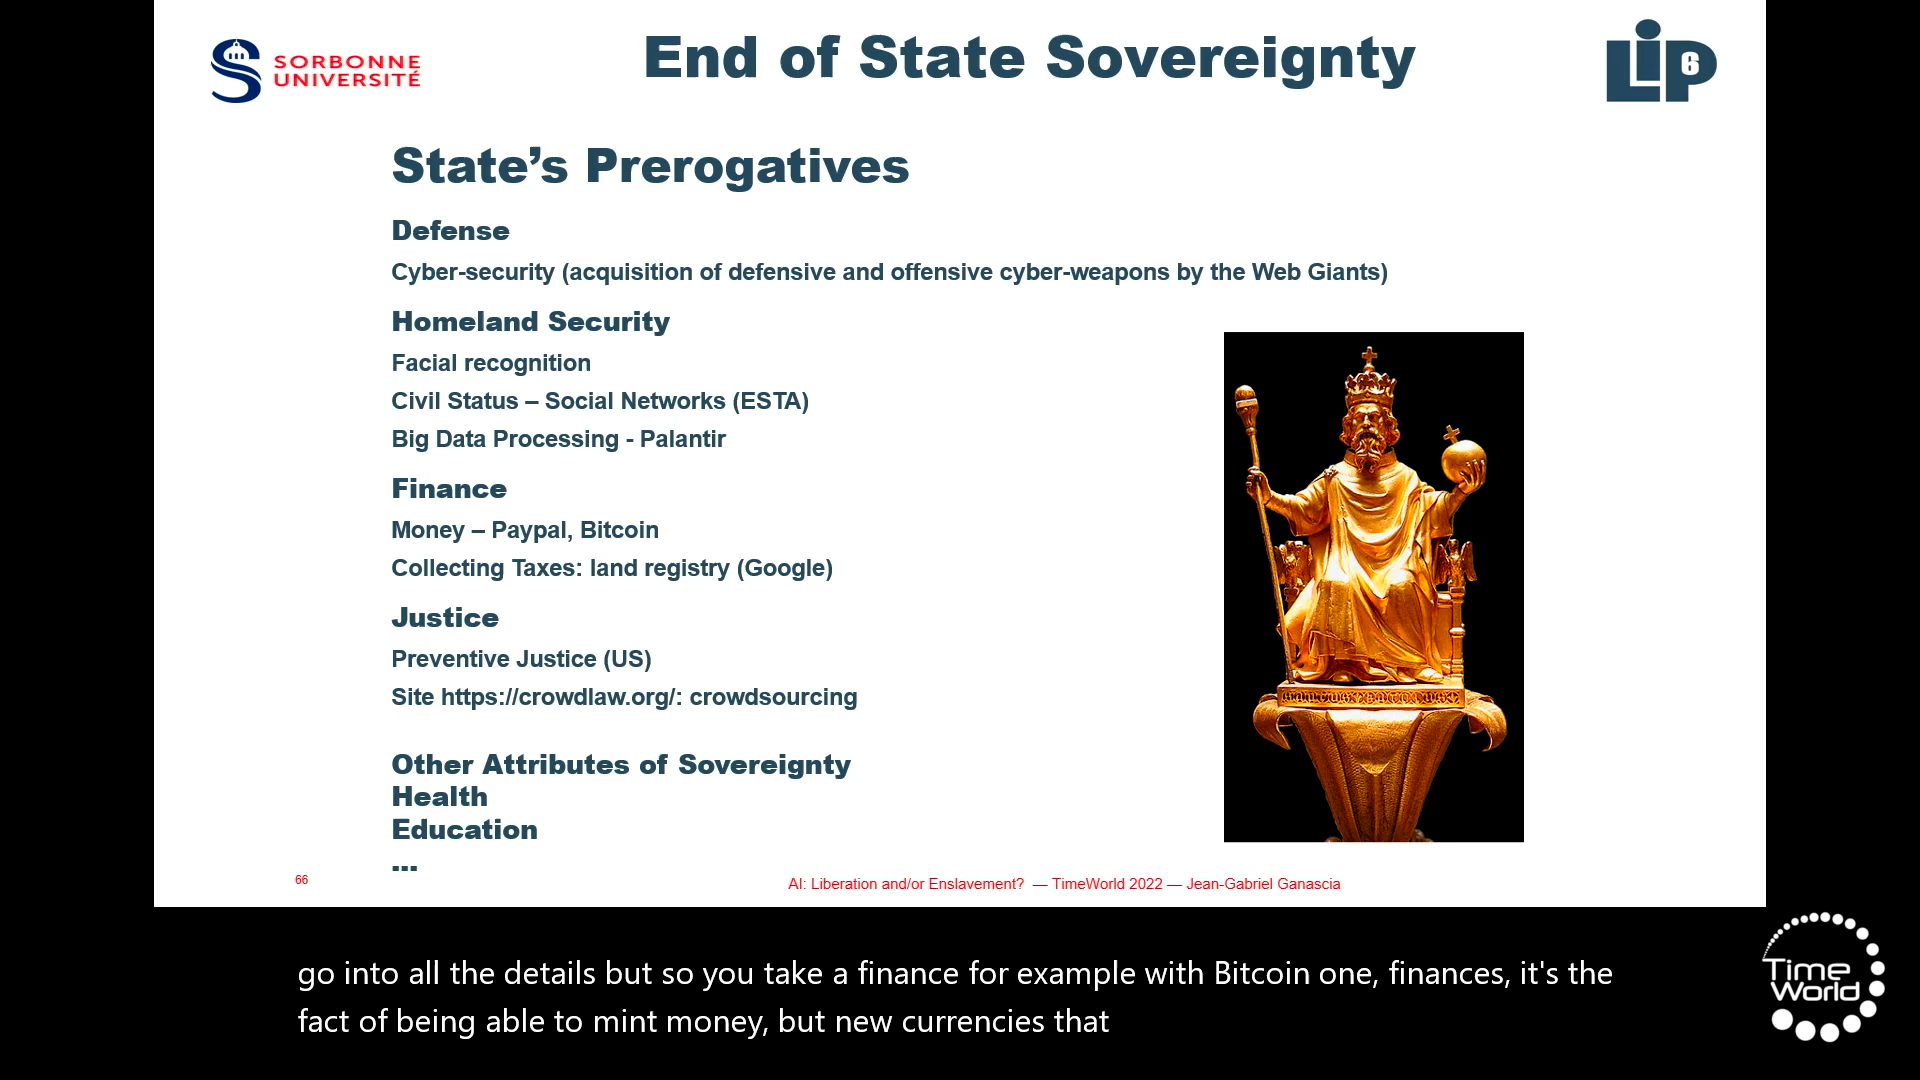 SORBONNE
UNIVERSITÉ
End of State Sovereignty
LiP6
State’s Prerogatives
Defense
Cyber-security (acquisition of defensive and offensive cyber-weapons by the Web Giants)
Homeland Security
Facial recognition
Civil Status – Social Networks (ESTA)
Big Data Processing - Palantir
Finance
Money – Paypal, Bitcoin
Collecting Taxes: land registry (Google)
Justice
Preventive Justice (US)
Site https://crowdlaw.org/: crowdsourcing
Other Attributes of Sovereignty
Health
Education
...
66
AI: Liberation and/or Enslavement? — TimeWorld 2022 — Jean-Gabriel Ganascia
go into all the details but so you take a finance for example with Bitcoin one, finances, it's the
fact of being able to mint money, but new currencies that
Time
World